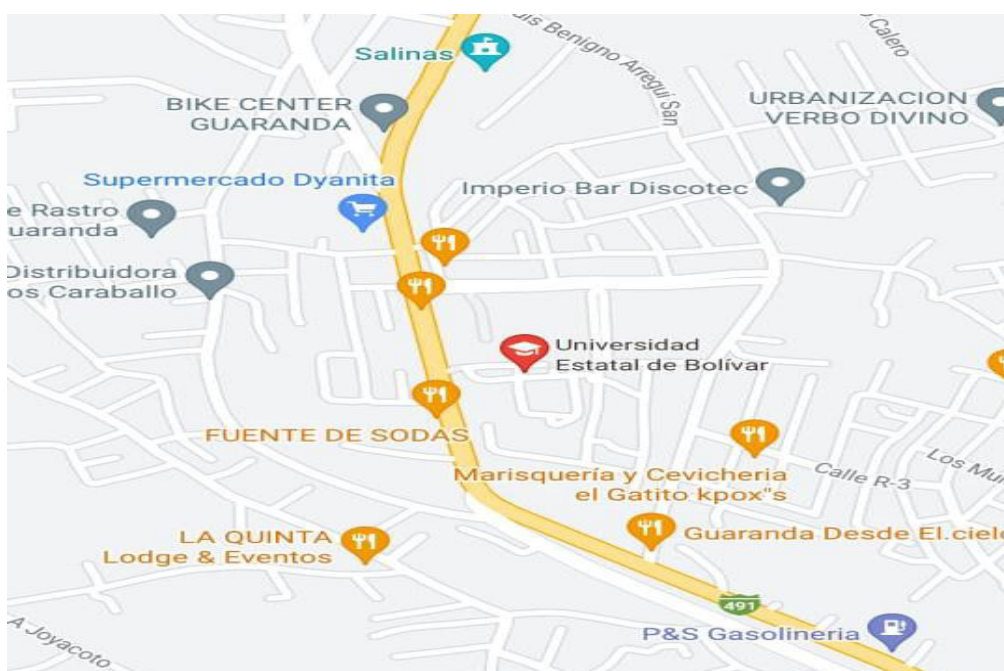 Salinas
Luis Benigno Arregui San
Calero
BIKE CENTER
GUARANDA
URBANIZACION
VERBO DIVINO
Supermercado Dyanita
Imperio Bar Discotec
e Rastro
uaranda
Distribuidora
os Caraballo
Universidad
Estatal de Bolívar
FUENTE DE SODAS
Marisquería y Cevicheria
el Gatito kpox"s
Calle R-3
Los Mu
LA QUINTA
Lodge & Eventos
Guaranda Desde El.cielo
491
P&S Gasolineria
A Joyacoto